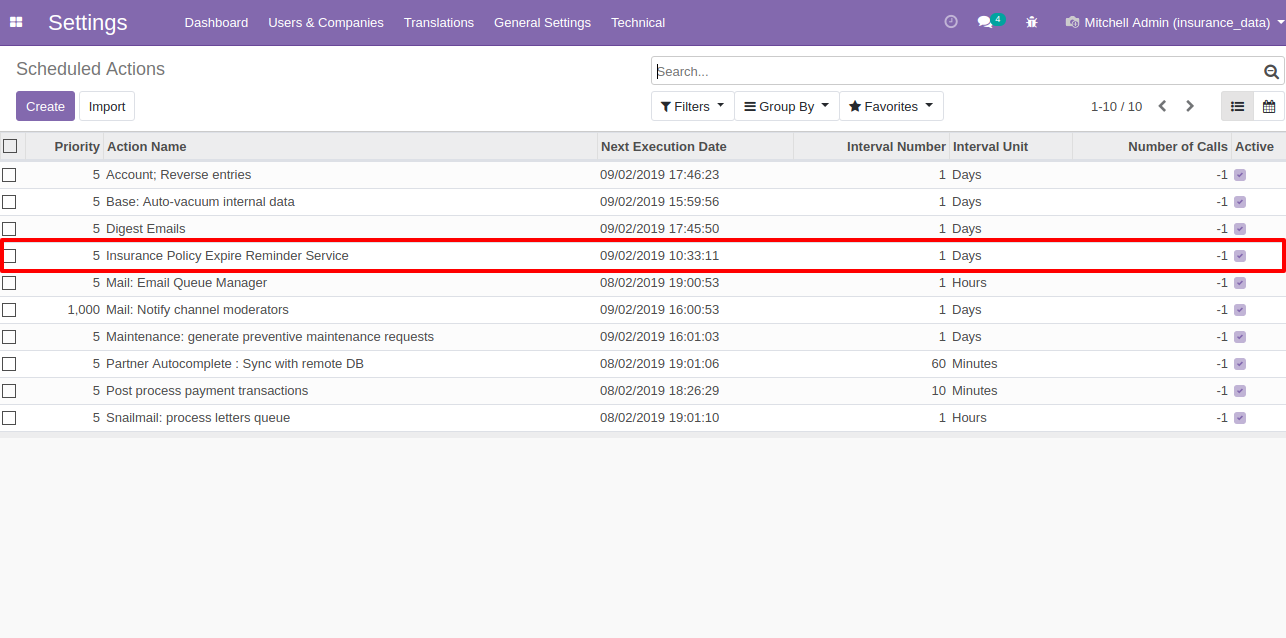 Settings Dashboard Users & Companies Translations General Settings Technical 4 Mitchell Admin (insurance_data)
Scheduled Actions Search...
Create Import Filters Group By Favorites 1-10 / 10
Priority Action Name Next Execution Date Interval Number Interval Unit Number of Calls Active
5 Account; Reverse entries 09/02/2019 17:46:23 1 Days -1
5 Base: Auto-vacuum internal data 09/02/2019 15:59:56 1 Days -1
5 Digest Emails 09/02/2019 17:45:50 1 Days -1
5 Insurance Policy Expire Reminder Service 09/02/2019 10:33:11 1 Days -1
5 Mail: Email Queue Manager 08/02/2019 19:00:53 1 Hours -1
1,000 Mail: Notify channel moderators 09/02/2019 16:00:53 1 Days -1
5 Maintenance: generate preventive maintenance requests 09/02/2019 16:01:03 1 Days -1
5 Partner Autocomplete : Sync with remote DB 08/02/2019 19:01:06 60 Minutes -1
5 Post process payment transactions 08/02/2019 18:26:29 10 Minutes -1
5 Snailmail: process letters queue 08/02/2019 19:01:10 1 Hours -1